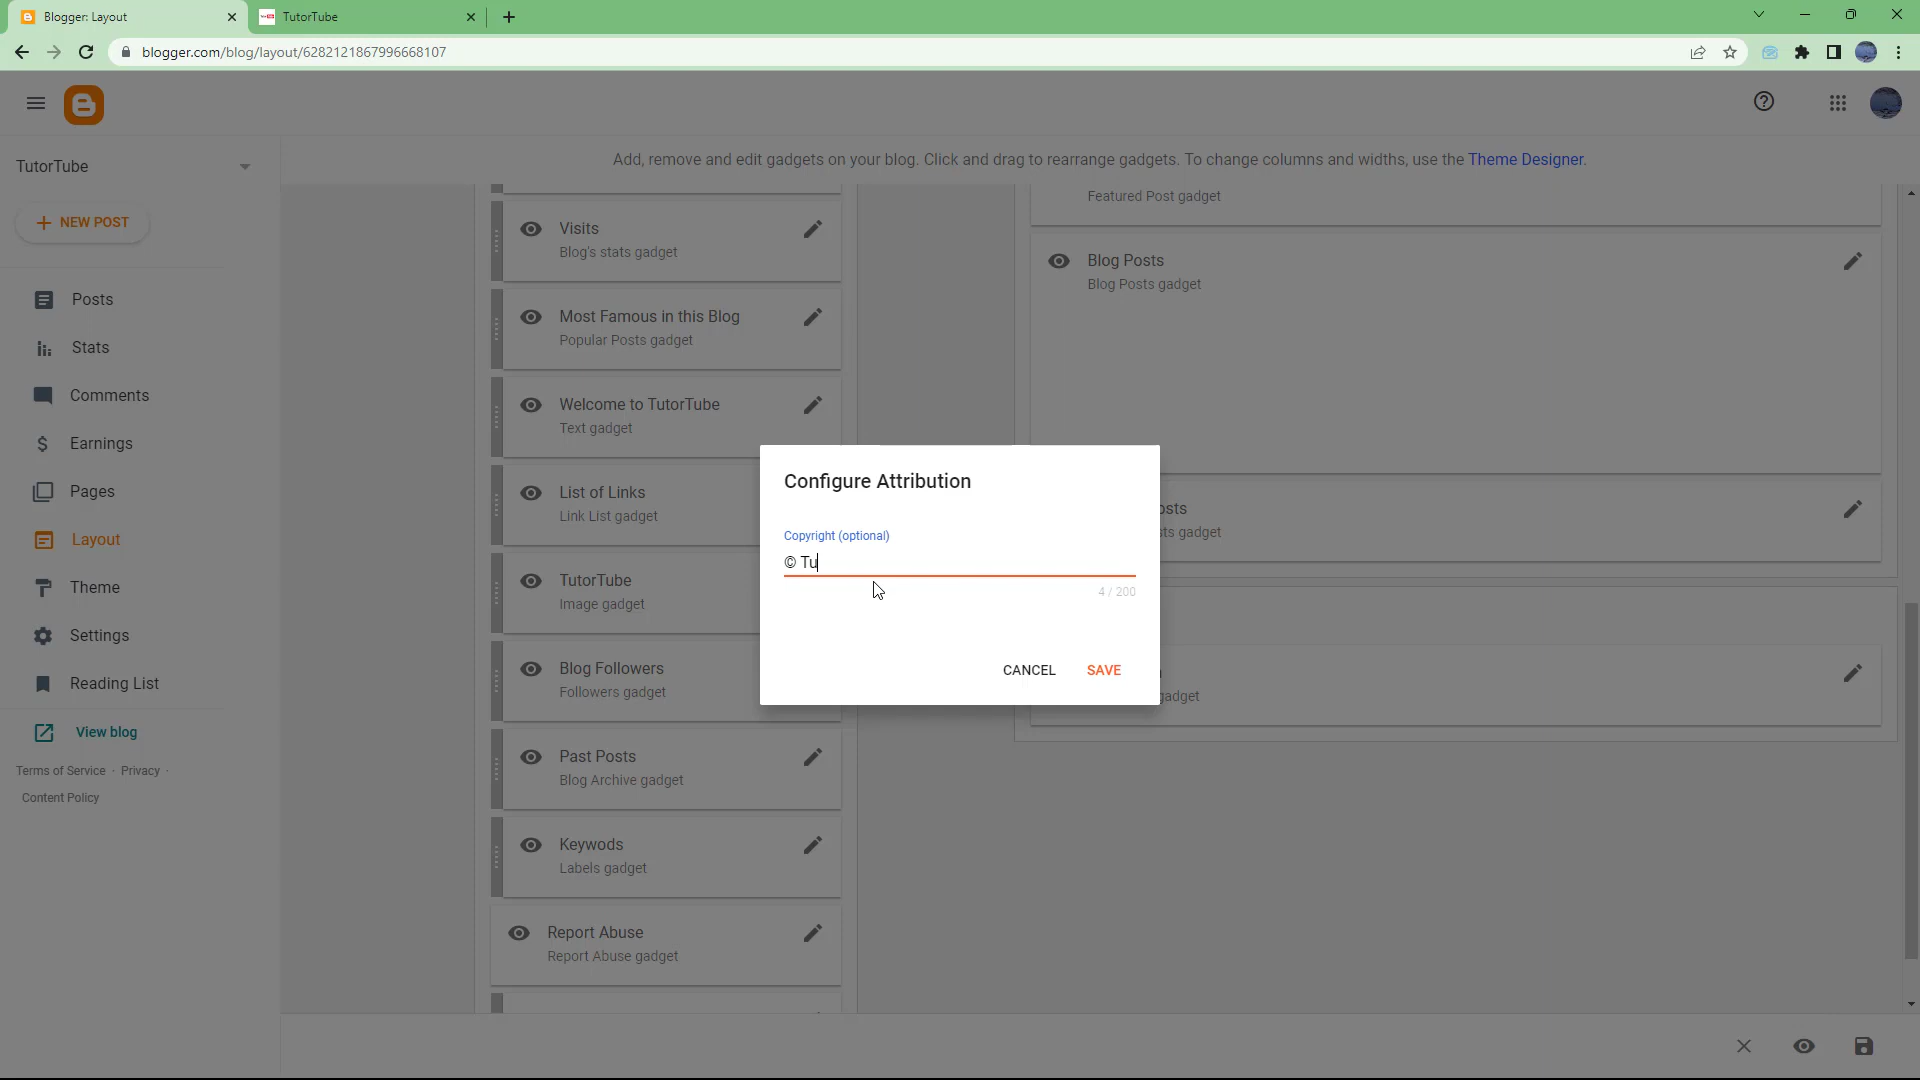 Blogger: Layout
TutorTube
blogger.com/blog/layout/6282121867996668107
TutorTube
NEW POST
Posts
Stats
Comments
Earnings
Pages
Layout
Theme
Settings
Reading List
View blog
Terms of Service · Privacy ·
Content Policy
Add, remove and edit gadgets on your blog. Click and drag to rearrange gadgets. To change columns and widths, use the Theme Designer.
Visits
Blog's stats gadget
Most Famous in this Blog
Popular Posts gadget
Welcome to TutorTube
Text gadget
List of Links
Link List gadget
TutorTube
Image gadget
Blog Followers
Followers gadget
Past Posts
Blog Archive gadget
Keywods
Labels gadget
Report Abuse
Report Abuse gadget
Featured Post gadget
Blog Posts
Blog Posts gadget
osts
ts gadget
gadget
Configure Attribution
Copyright (optional)
© Tu
4 / 200
CANCEL
SAVE